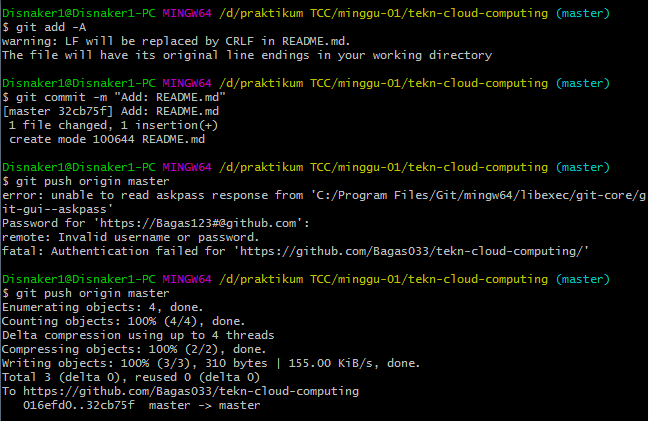 Disnaker1@Disnaker1-PC MINGW64 /d/praktikum TCC/minggu-01/tekn-cloud-computing (master)
$ git add -A
warning: LF will be replaced by CRLF in README.md.
The file will have its original line endings in your working directory
Disnaker1@Disnaker1-PC MINGW64 /d/praktikum TCC/minggu-01/tekn-cloud-computing (master)
$ git commit -m "Add: README.md"
[master 32cb75f] Add: README.md
 1 file changed, 1 insertion(+)
 create mode 100644 README.md
Disnaker1@Disnaker1-PC MINGW64 /d/praktikum TCC/minggu-01/tekn-cloud-computing (master)
$ git push origin master
error: unable to read askpass response from 'C:/Program Files/Git/mingw64/libexec/git-core/g
it-gui--askpass'
Password for 'https://Bagas123#@github.com':
remote: Invalid username or password.
fatal: Authentication failed for 'https://github.com/Bagas033/tekn-cloud-computing/'
Disnaker1@Disnaker1-PC MINGW64 /d/praktikum TCC/minggu-01/tekn-cloud-computing (master)
$ git push origin master
Enumerating objects: 4, done.
Counting objects: 100% (4/4), done.
Delta compression using up to 4 threads
Compressing objects: 100% (2/2), done.
Writing objects: 100% (3/3), 310 bytes | 155.00 KiB/s, done.
Total 3 (delta 0), reused 0 (delta 0)
To https://github.com/Bagas033/tekn-cloud-computing
   016efd0..32cb75f  master -> master